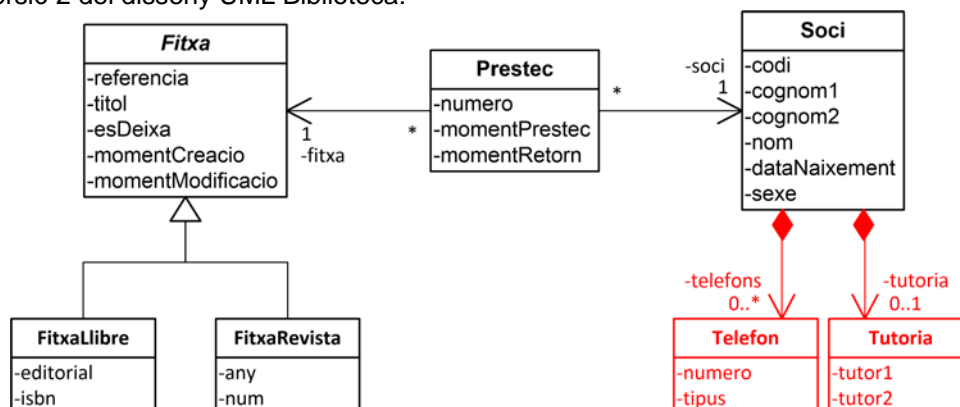 versió 2 del disseny UML Biblioteca.
Fitxa
-referencia
-titol
-esDeixa
-momentCreacio
-momentModificacio
1
-fitxa
*
Prestec
-numero
-momentPrestec
-momentRetorn
*
-soci
1
Soci
-codi
-cognom1
-cognom2
-nom
-dataNaixement
-sexe
-telefons
0..*
-tutoria
0..1
FitxaLlibre
-editorial
-isbn
FitxaRevista
-any
-num
Telefon
-numero
-tipus
Tutoria
-tutor1
-tutor2